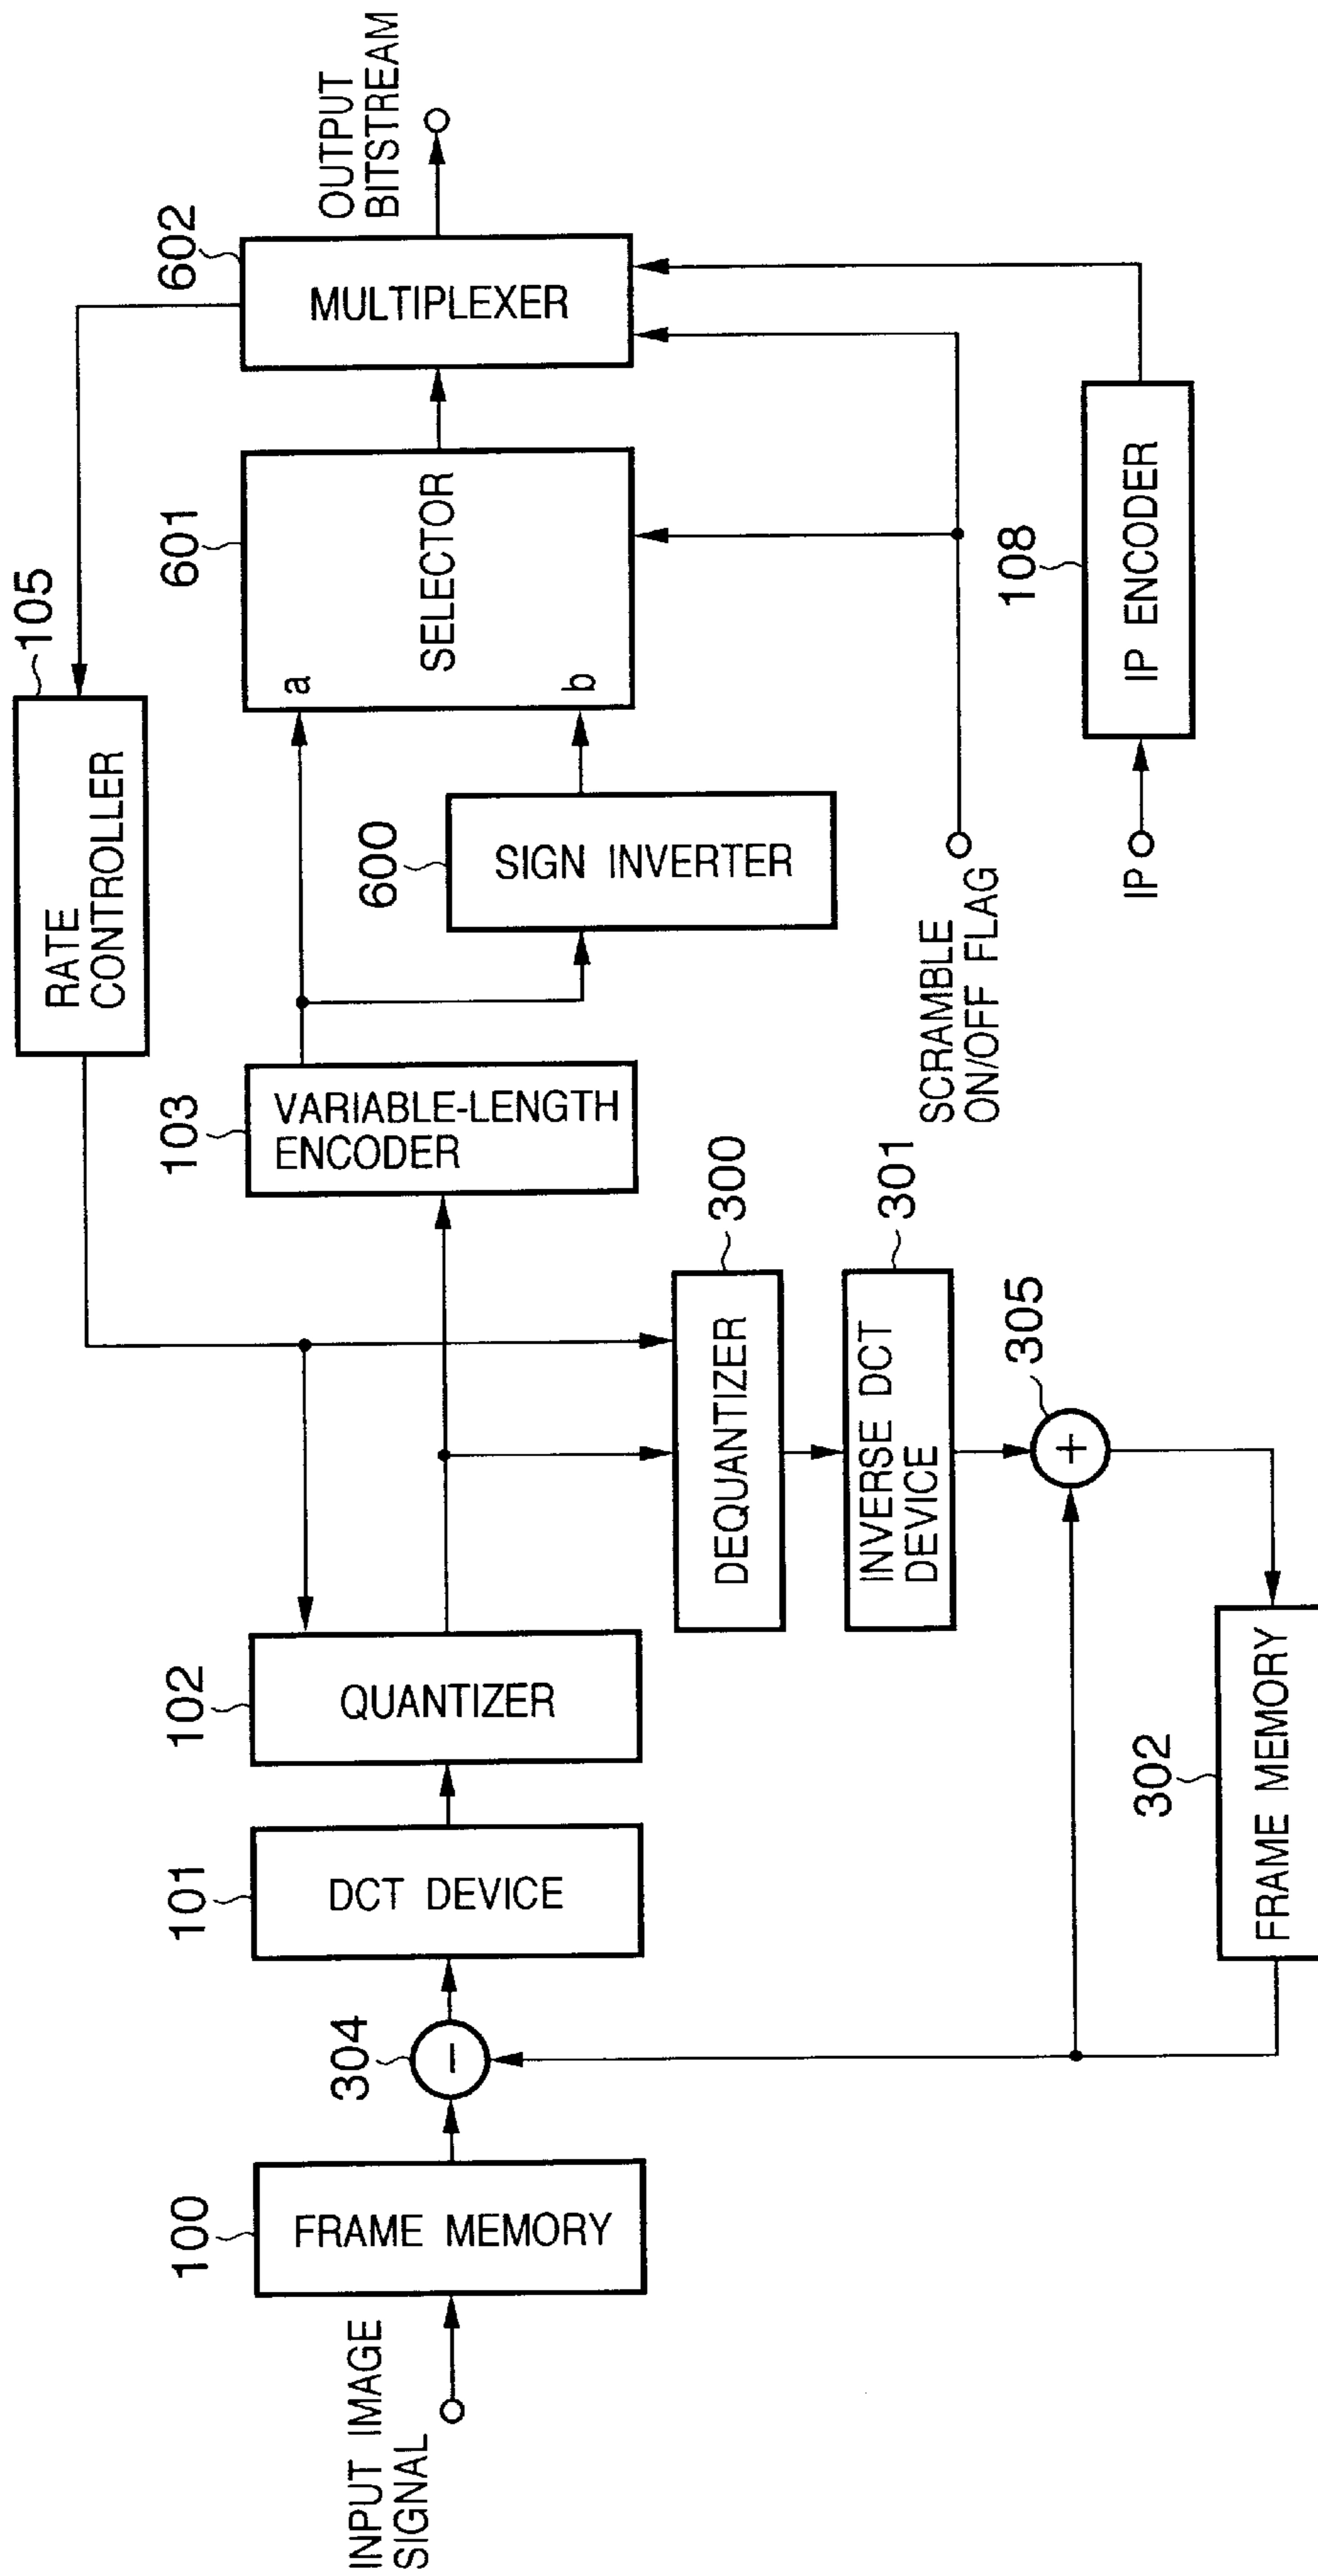 INPUT IMAGE
SIGNAL
100
FRAME MEMORY
304
−
101
DCT DEVICE
102
QUANTIZER
103
VARIABLE-LENGTH
ENCODER
105
RATE
CONTROLLER
600
SIGN INVERTER
601
a
b
SELECTOR
602
MULTIPLEXER
OUTPUT
BITSTREAM
300
DEQUANTIZER
301
INVERSE DCT
DEVICE
305
+
302
FRAME MEMORY
SCRAMBLE
ON/OFF FLAG
IP
108
IP ENCODER